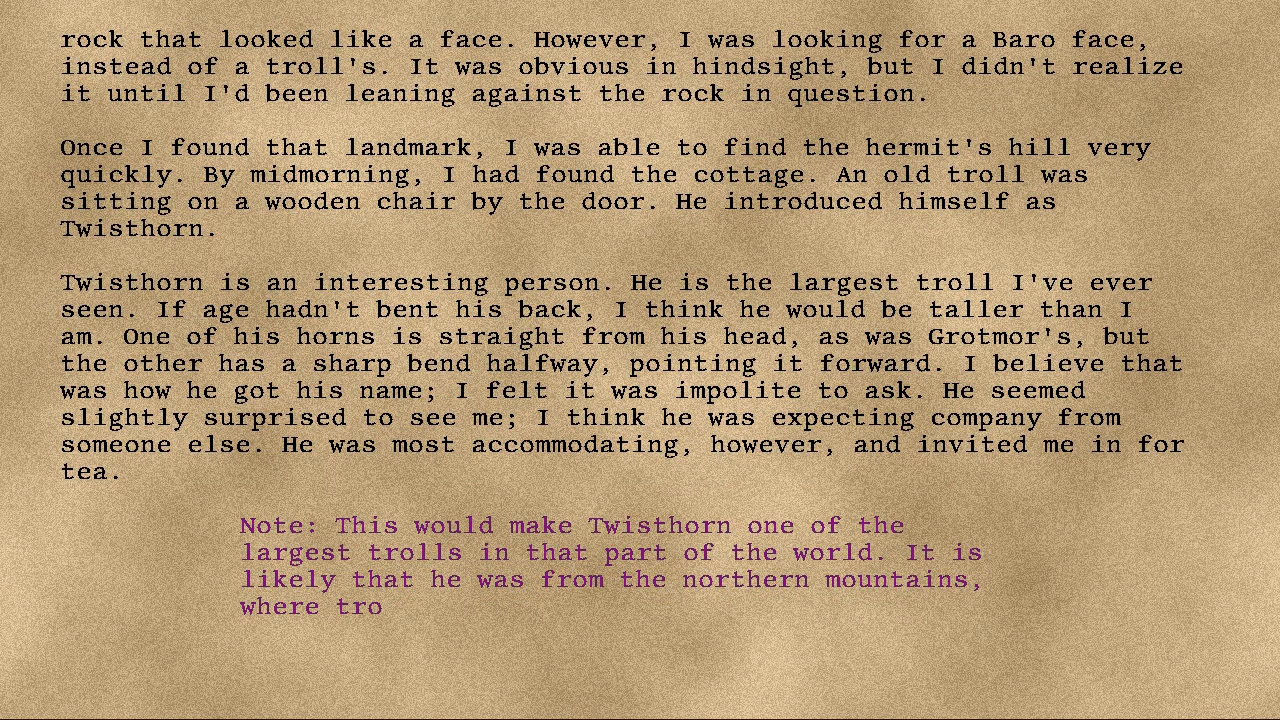 rock that looked like a face. However, I was looking for a Baro face,
instead of a troll's. It was obvious in hindsight, but I didn't realize
it until I'd been leaning against the rock in question.
Once I found that landmark, I was able to find the hermit's hill very
quickly. By midmorning, I had found the cottage. An old troll was
sitting on a wooden chair by the door. He introduced himself as
Twisthorn.
Twisthorn is an interesting person. He is the largest troll I've ever
seen. If age hadn't bent his back, I think he would be taller than I
am. One of his horns is straight from his head, as was Grotmor's, but
the other has a sharp bend halfway, pointing it forward. I believe that
was how he got his name; I felt it was impolite to ask. He seemed
slightly surprised to see me; I think he was expecting company from
someone else. He was most accommodating, however, and invited me in for
tea.
Note: This would make Twisthorn one of the
largest trolls in that part of the world. It is
likely that he was from the northern mountains,
where tro